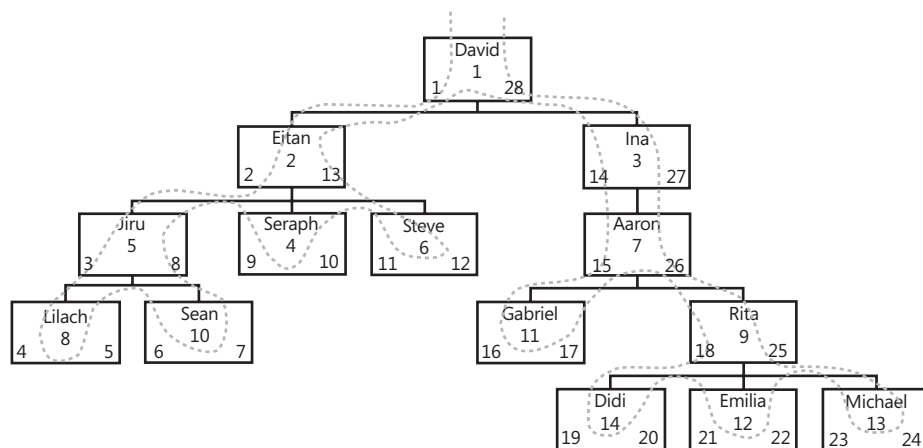 David
1
1 28
Eitan
2
2 13
Ina
3
14 27
Jiru
5
3 8
Seraph
4
9 10
Steve
6
11 12
Aaron
7
15 26
Lilach
8
4 5
Sean
10
6 7
Gabriel
11
16 17
Rita
9
18 25
Didi
14
19 20
Emilia
12
21 22
Michael
13
23 24